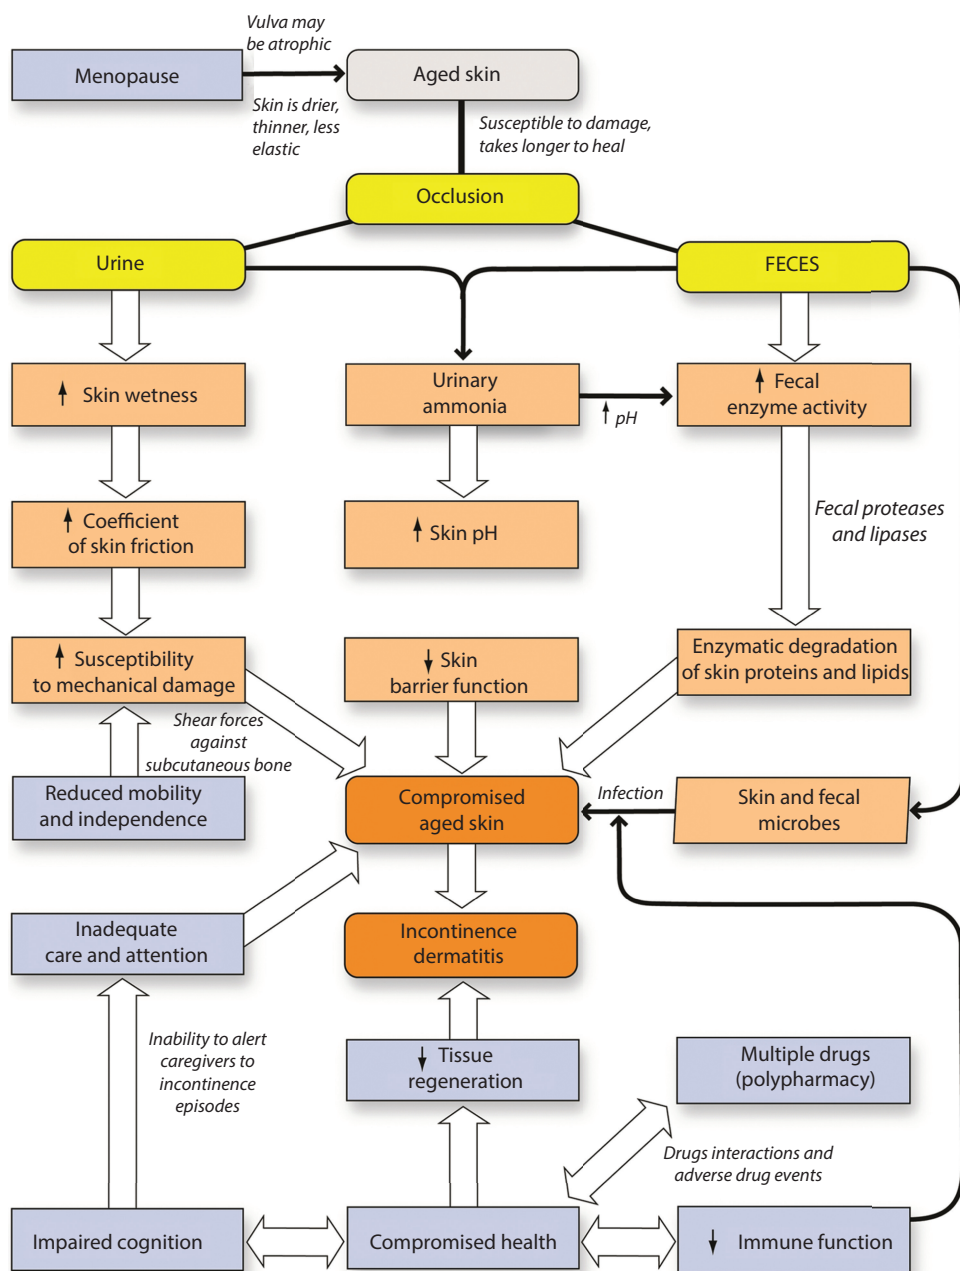 Vulva may
be atrophic
Menopause
Aged skin
Skin is drier,
thinner, less
elastic
Susceptible to damage,
takes longer to heal
Occlusion
Urine
FECES
↑ Skin wetness
Urinary
ammonia
↑ pH
↑ Fecal
enzyme activity
↑ Coefficient
of skin friction
↑ Skin pH
Fecal proteases
and lipases
↑ Susceptibility
to mechanical damage
↓ Skin
barrier function
Enzymatic degradation
of skin proteins and lipids
Shear forces
against
subcutaneous bone
Reduced mobility
and independence
Compromised
aged skin
Infection
Skin and fecal
microbes
Inadequate
care and attention
Incontinence
dermatitis
Inability to alert
caregivers to
incontinence
episodes
↓ Tissue
regeneration
Multiple drugs
(polypharmacy)
Drugs interactions and
adverse drug events
Impaired cognition
Compromised health
↓ Immune function